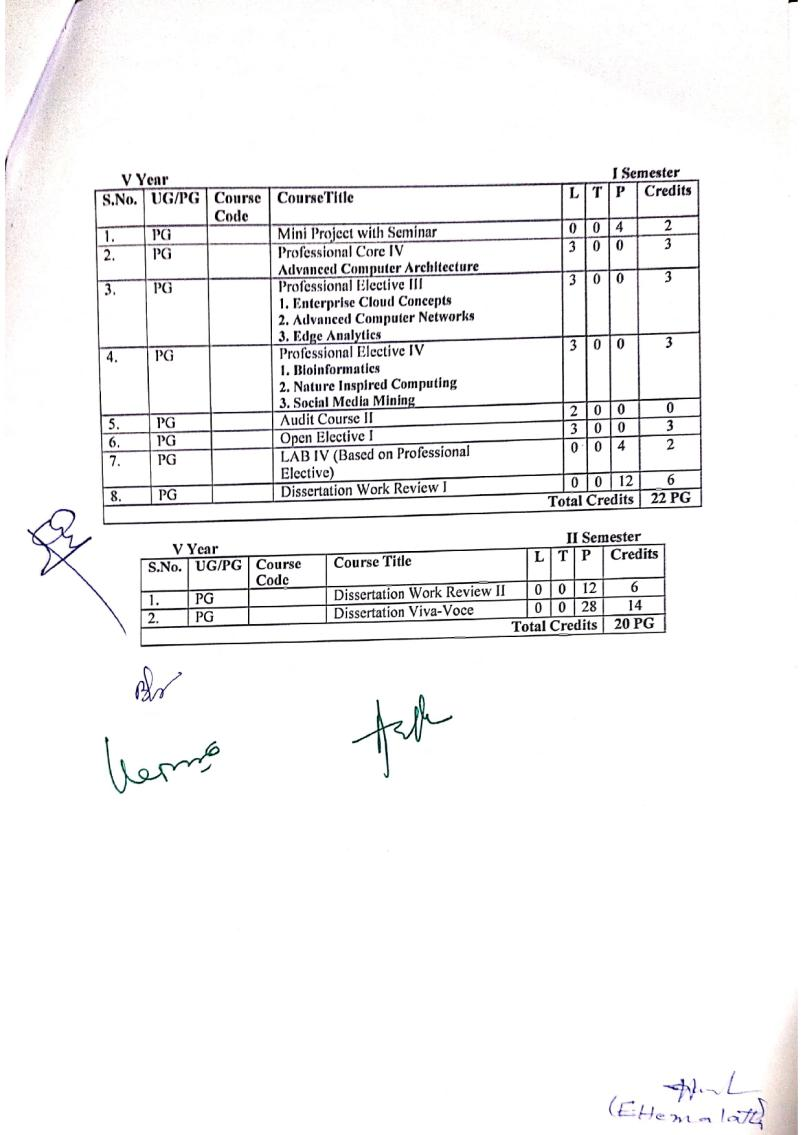 V Year I Semester
S.No. UG/PG Course Code CourseTitle L T P Credits
1. PG Mini Project with Seminar 0 0 4 2
2. PG Professional Core IV 3 0 0 3
Advanced Computer Architecture
3. PG Professional Elective III 3 0 0 3
1. Enterprise Cloud Concepts
2. Advanced Computer Networks
3. Edge Analytics
4. PG Professional Elective IV 3 0 0 3
1. Bioinformatics
2. Nature Inspired Computing
3. Social Media Mining
5. PG Audit Course II 2 0 0 0
6. PG Open Elective I 3 0 0 3
7. PG LAB IV (Based on Professional 0 0 4 2
Elective)
8. PG Dissertation Work Review I 0 0 12 6
Total Credits 22 PG
V Year II Semester
S.No. UG/PG Course Code Course Title L T P Credits
1. PG Dissertation Work Review II 0 0 12 6
2. PG Dissertation Viva-Voce 0 0 28 14
Total Credits 20 PG
(E Hemalatha)